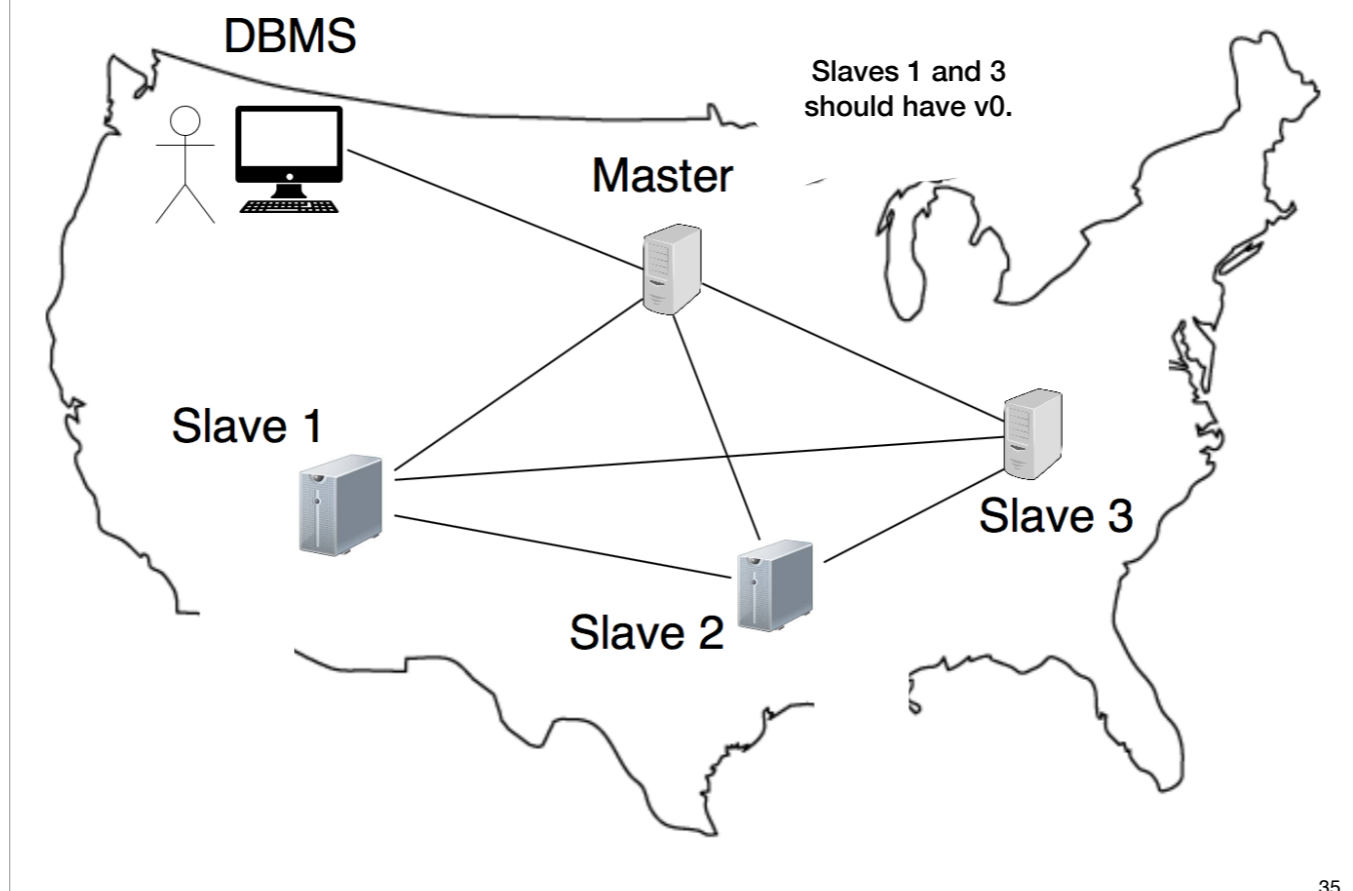 DBMS
Slaves 1 and 3
should have v0.
Master
Slave 1
Slave 3
Slave 2
35